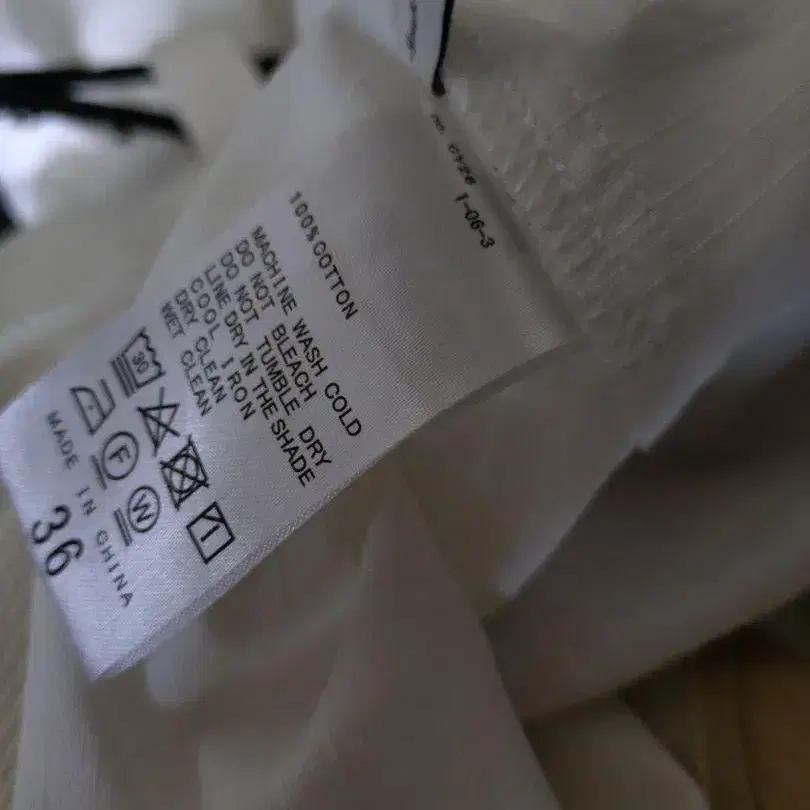 1-06-3
100%COTTON
MACHINE WASH COLD
DO NOT BLEACH
DO NOT TUMBLE DRY
LINE DRY IN THE SHADE
COOL IRON
DRY CLEAN
WET CLEAN
30
F
W
MADE IN CHINA
36